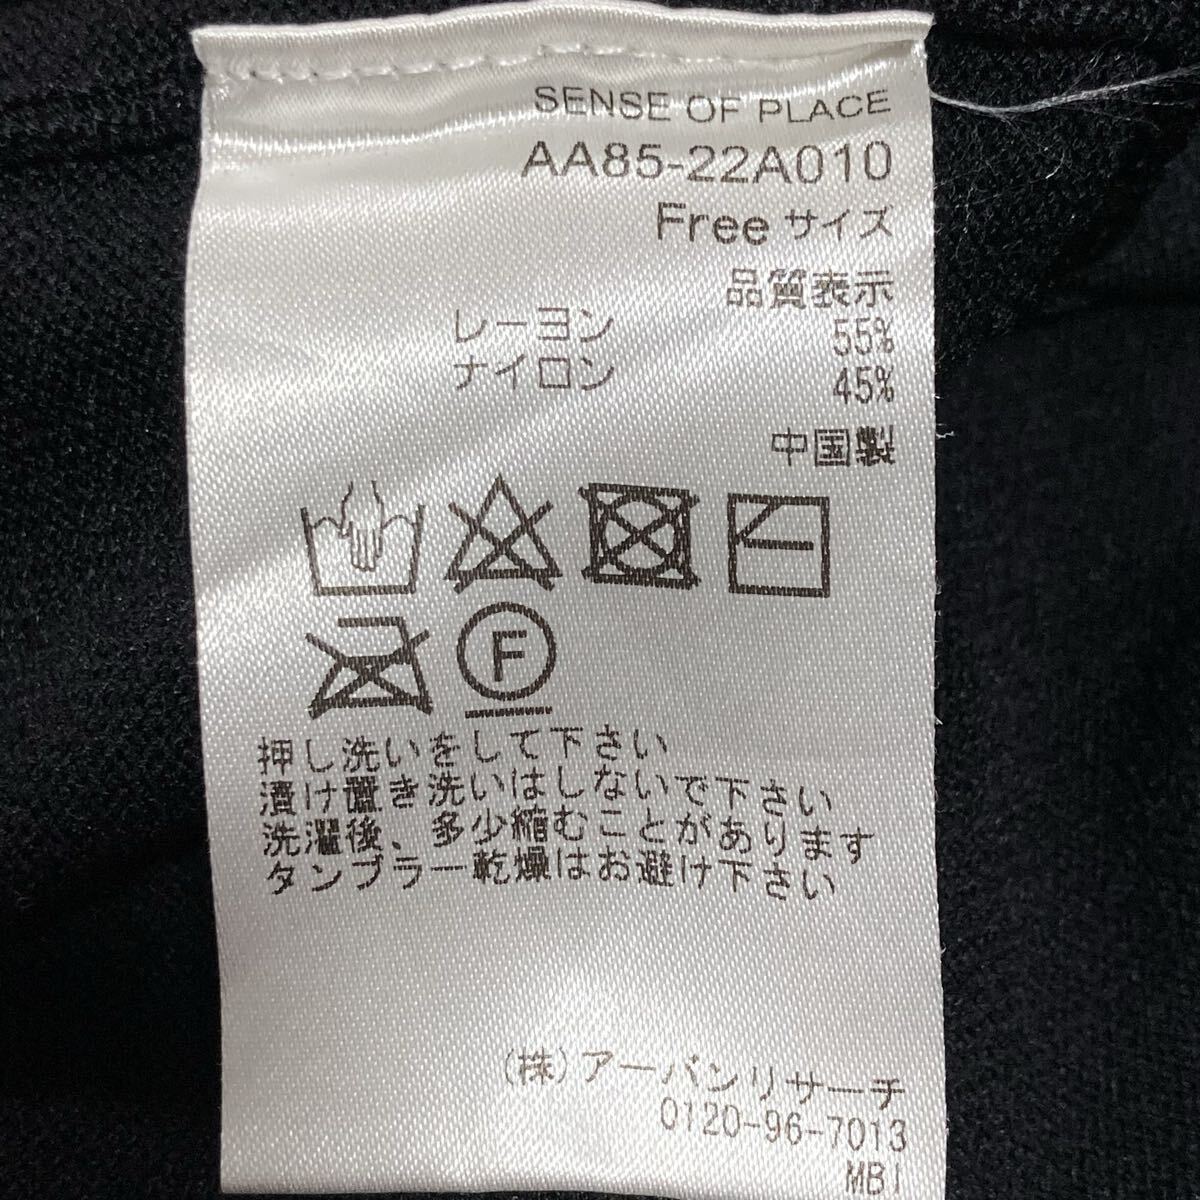 SENSE OF PLACE
AA85-22A010
Free サイズ
品質表示
レーヨン 55%
ナイロン 45%
中国製
F
押し洗いをして下さい
漬け置き洗いはしないで下さい
洗濯後、多少縮むことがあります
タンブラー乾燥はお避け下さい
(株)アーバンリサーチ
0120-96-7013
MBI